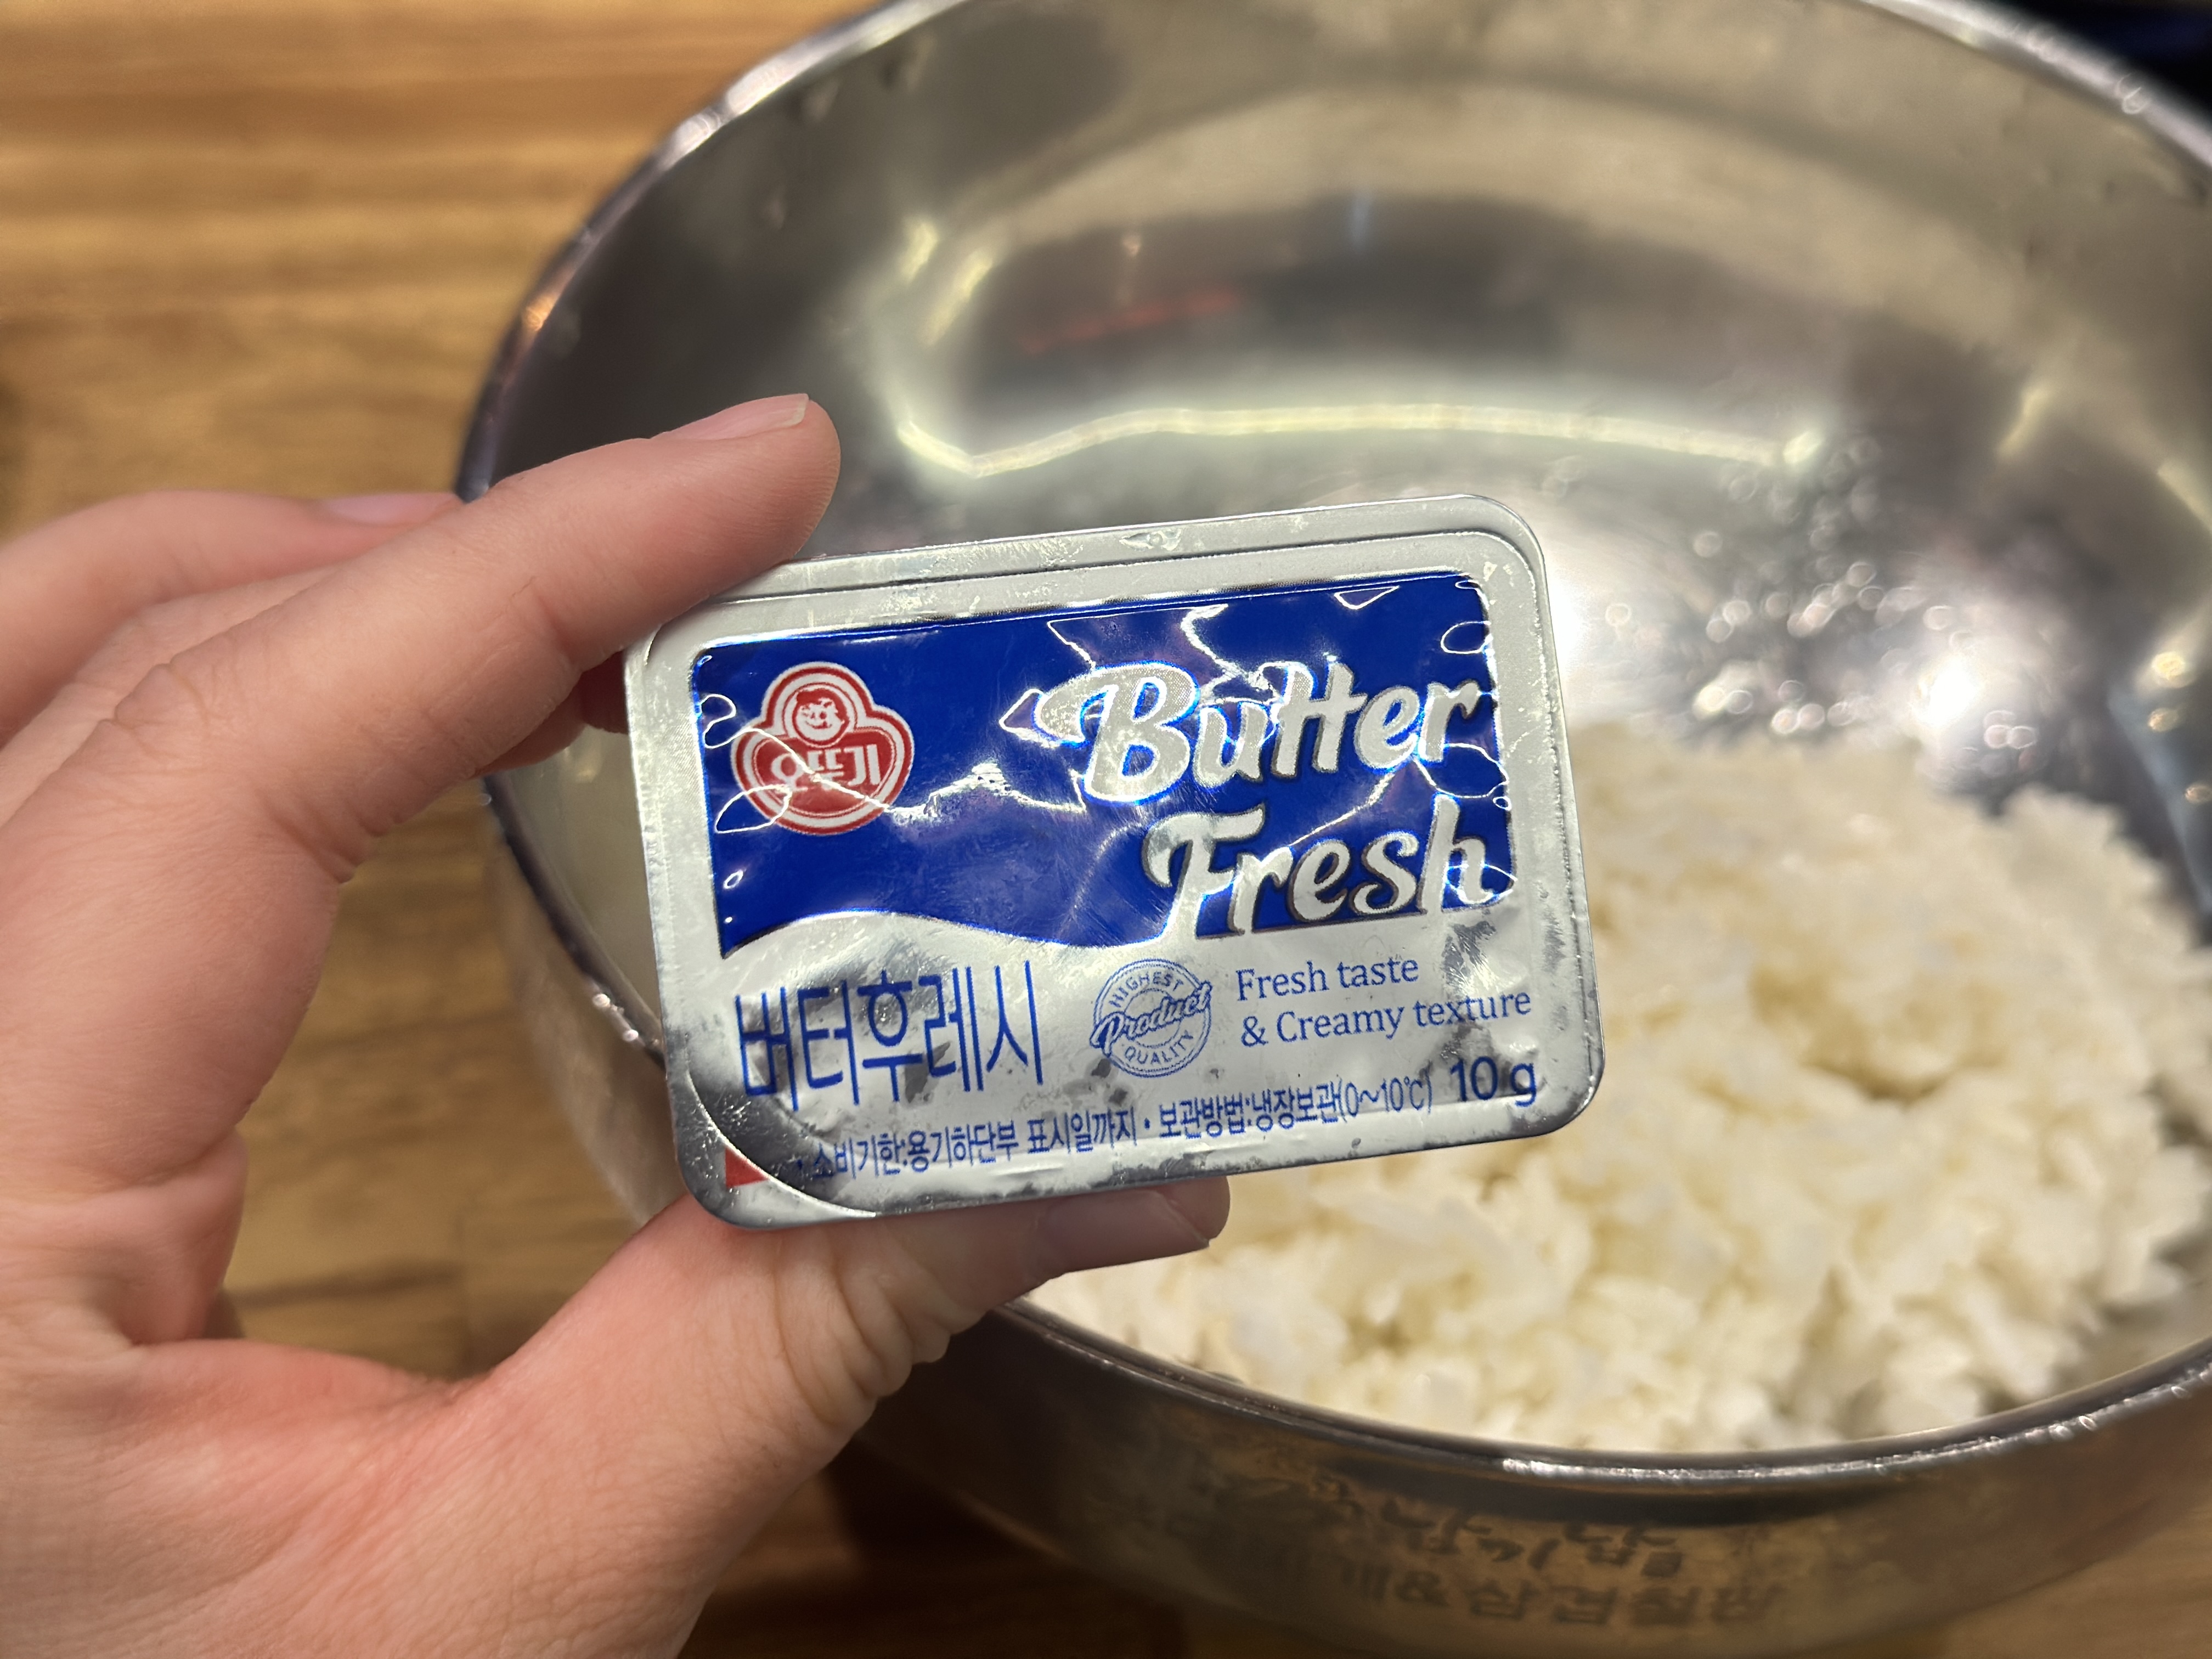 오뚜기
Butter
Fresh
버터후레시
HIGHEST
Product
QUALITY
Fresh taste
& Creamy texture
10 g
· 소비기한:용기하단부 표시일까지 · 보관방법:냉장보관(0~10℃)